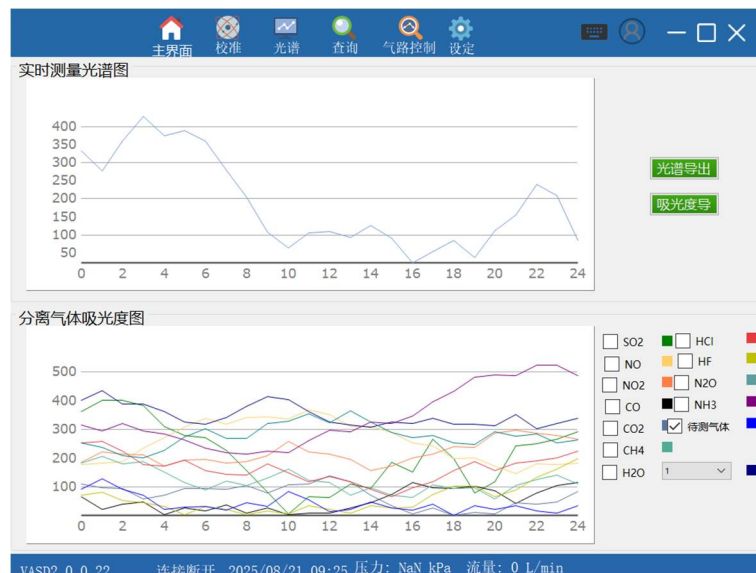 主界面 校准 光谱 查询 气路控制 设定
实时测量光谱图
400
350
300
250
200
150
100
50
0 2 4 6 8 10 12 14 16 18 20 22 24
光谱导出
吸光度导
分离气体吸光度图
500
400
300
200
100
0 2 4 6 8 10 12 14 16 18 20 22 24
SO2 HCl
NO HF
NO2 N2O
CO NH3
CO2 待测气体
CH4
H2O 1
VASD2.0.0.22 连接断开 2025/08/21 09:25 压力: NaN kPa 流量: 0 L/min